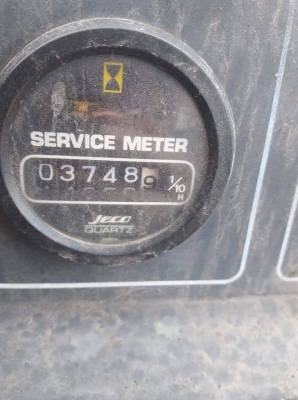 SERVICE METER
037489 1/10
H
Jeco
QUARTZ